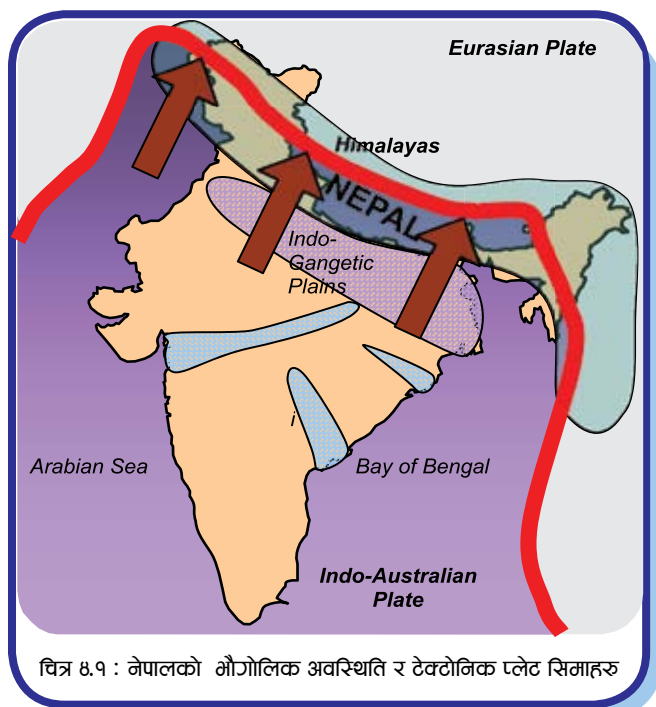 Eurasian Plate
Himalayas
NEPAL
Indo-
Gangetic
Plains
i
Arabian Sea
Bay of Bengal
Indo-Australian
Plate
चित्र ४.१ : नेपालको भौगोलिक अवस्थिति र टेक्टोनिक प्लेट सिमाहरु